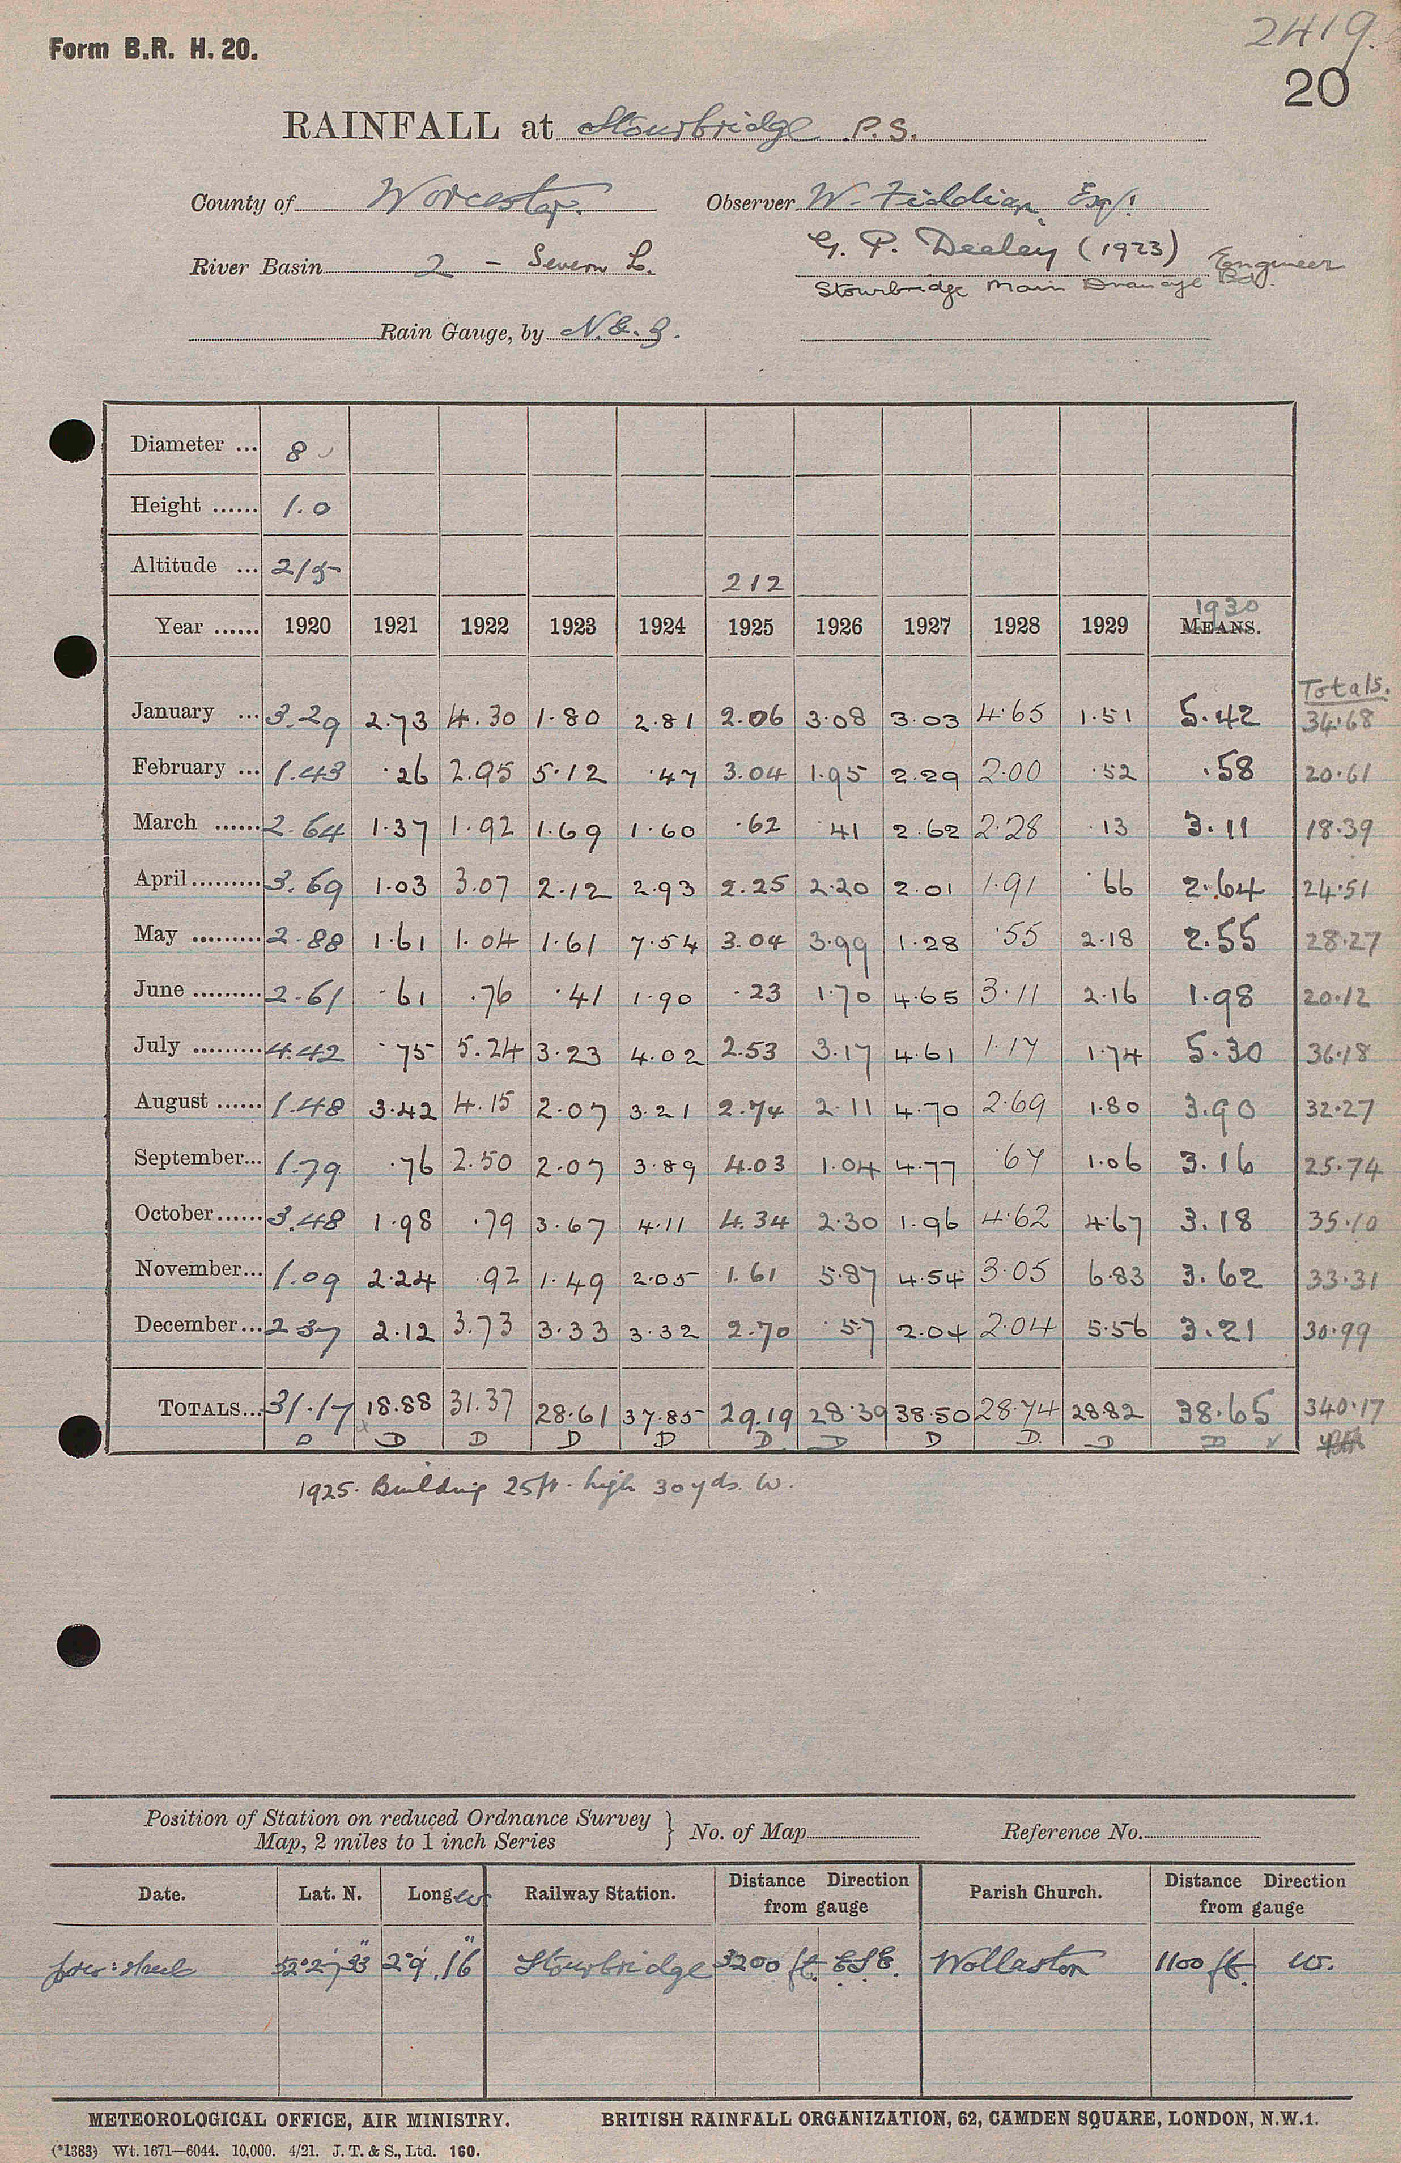 Form B.R. H. 20.
2419.
20
RAINFALL at Stourbridge P.S.
County of Worcester.
Observer W. Fiddian, Esq.
G. P. Deeley (1923) Engineer
River Basin 2 - Severn L.
Stourbridge Main Drainage Bd.
Rain Gauge, by N. & Z.
Diameter ... 8
Height ...... 1.0
Altitude ... 215 212
1930
Year ...... 1920 1921 1922 1923 1924 1925 1926 1927 1928 1929 MEANS.
Totals.
January ... 3.29 2.73 4.30 1.80 2.81 2.06 3.08 3.03 4.65 1.51 5.42 34.68
February ... 1.43 .26 2.95 5.12 .47 3.04 1.95 2.29 2.00 .52 .58 20.61
March ...... 2.64 1.37 1.92 1.69 1.60 .62 .41 2.62 2.28 .13 3.11 18.39
April ......... 3.69 1.03 3.07 2.12 2.93 2.25 2.20 2.01 1.91 .66 2.64 24.51
May ......... 2.88 1.61 1.04 1.61 7.54 3.04 3.99 1.28 .55 2.18 2.55 28.27
June ......... 2.61 .61 .76 .41 1.90 .23 1.70 4.65 3.11 2.16 1.98 20.12
July ......... 4.42 .75 5.24 3.23 4.02 2.53 3.17 4.61 1.17 1.74 5.30 36.18
August ...... 1.48 3.42 4.15 2.07 3.21 2.74 2.11 4.70 2.69 1.80 3.90 32.27
September... 1.79 .76 2.50 2.07 3.89 4.03 1.04 4.77 .67 1.06 3.16 25.74
October...... 3.48 1.98 .79 3.67 4.11 4.34 2.30 1.96 4.62 4.67 3.18 35.10
November... 1.09 2.24 .92 1.49 2.05 1.61 5.87 4.54 3.05 6.83 3.62 33.31
December... 2.37 2.12 3.73 3.33 3.32 2.70 .57 2.04 2.04 5.56 3.21 30.99
TOTALS... 31.17 18.88 31.37 28.61 37.85 29.19 28.39 38.50 28.74 28.82 38.65 340.17
D D D D D D. D D D. D D
1925. Building 25ft. high 30 yds. W.
Position of Station on reduced Ordnance Survey
Map, 2 miles to 1 inch Series
No. of Map
Reference No.
Date. Lat. N. Long W Railway Station. Distance Direction from gauge Parish Church. Distance Direction from gauge
52°27'33" 2°9'.16" Stourbridge 3200 ft. E.S.E. Wollaston 1100 ft. W.
METEOROLOGICAL OFFICE, AIR MINISTRY. BRITISH RAINFALL ORGANIZATION, 62, CAMDEN SQUARE, LONDON, N.W.1.
(*1383) Wt. 1671—6044. 10,000. 4/21. J. T. & S., Ltd. 160.